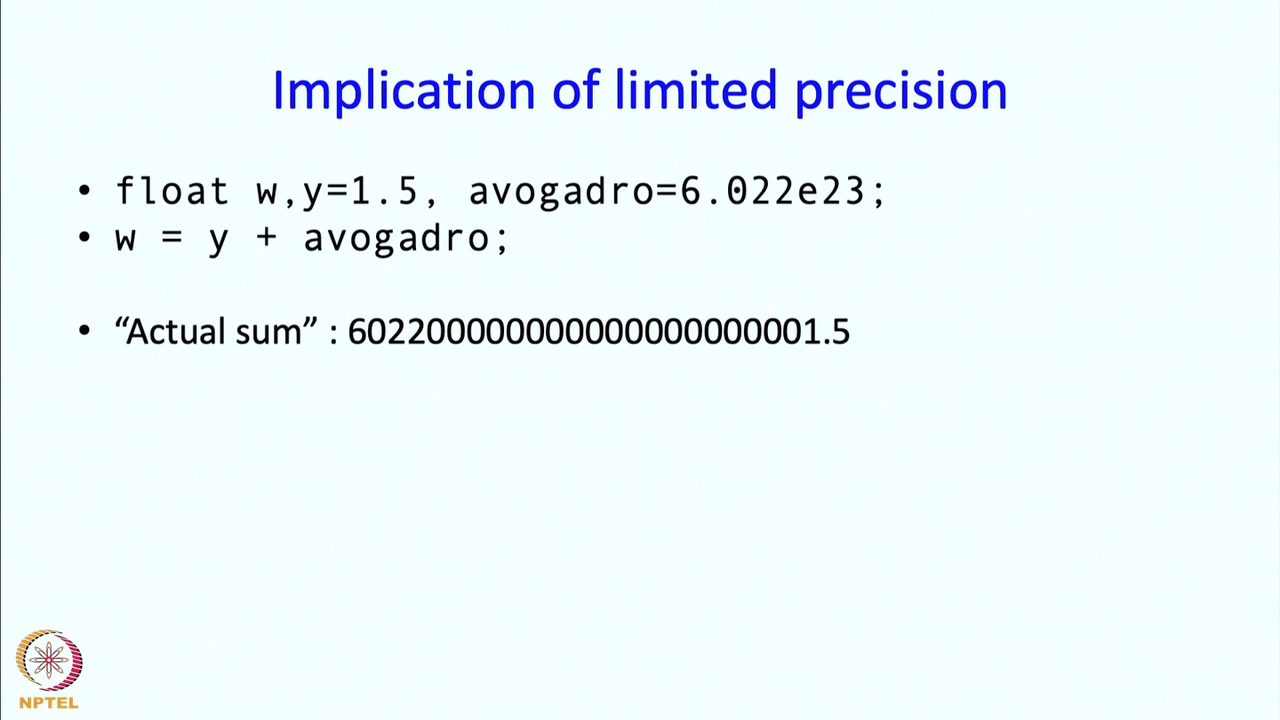 Implication of limited precision
• float w,y=1.5, avogadro=6.022e23;
• w = y + avogadro;
• “Actual sum” : 602200000000000000000001.5
NPTEL